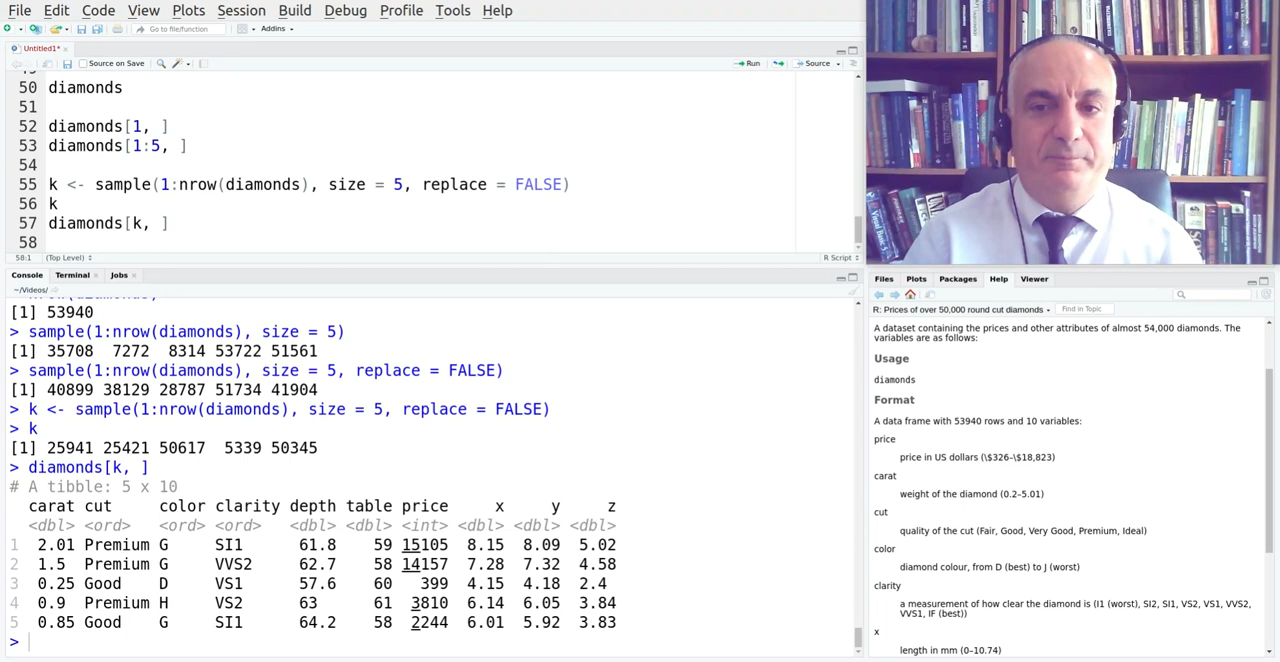 File Edit Code View Plots Session Build Debug Profile Tools Help
Go to file/function Addins
Untitled1*
Source on Save Run Source
50 diamonds
51
52 diamonds[1, ]
53 diamonds[1:5, ]
54
55 k <- sample(1:nrow(diamonds), size = 5, replace = FALSE)
56 k
57 diamonds[k, ]
58
58:1 (Top Level) R Script
Console Terminal Jobs
~/Videos/
[1] 53940
> sample(1:nrow(diamonds), size = 5)
[1] 35708  7272  8314 53722 51561
> sample(1:nrow(diamonds), size = 5, replace = FALSE)
[1] 40899 38129 28787 51734 41904
> k <- sample(1:nrow(diamonds), size = 5, replace = FALSE)
> k
[1] 25941 25421 50617  5339 50345
> diamonds[k, ]
# A tibble: 5 x 10
carat cut color clarity depth table price x y z
<dbl> <ord> <ord> <ord> <dbl> <dbl> <int> <dbl> <dbl> <dbl>
1 2.01 Premium G SI1 61.8 59 15105 8.15 8.09 5.02
2 1.5 Premium G VVS2 62.7 58 14157 7.28 7.32 4.58
3 0.25 Good D VS1 57.6 60 399 4.15 4.18 2.4
4 0.9 Premium H VS2 63 61 3810 6.14 6.05 3.84
5 0.85 Good G SI1 64.2 58 2244 6.01 5.92 3.83
>
Files Plots Packages Help Viewer
R: Prices of over 50,000 round cut diamonds Find in Topic
A dataset containing the prices and other attributes of almost 54,000 diamonds. The
variables are as follows:
Usage
diamonds
Format
A data frame with 53940 rows and 10 variables:
price
price in US dollars (\$326–\$18,823)
carat
weight of the diamond (0.2–5.01)
cut
quality of the cut (Fair, Good, Very Good, Premium, Ideal)
color
diamond colour, from D (best) to J (worst)
clarity
a measurement of how clear the diamond is (I1 (worst), SI2, SI1, VS2, VS1, VVS2,
VVS1, IF (best))
x
length in mm (0–10.74)